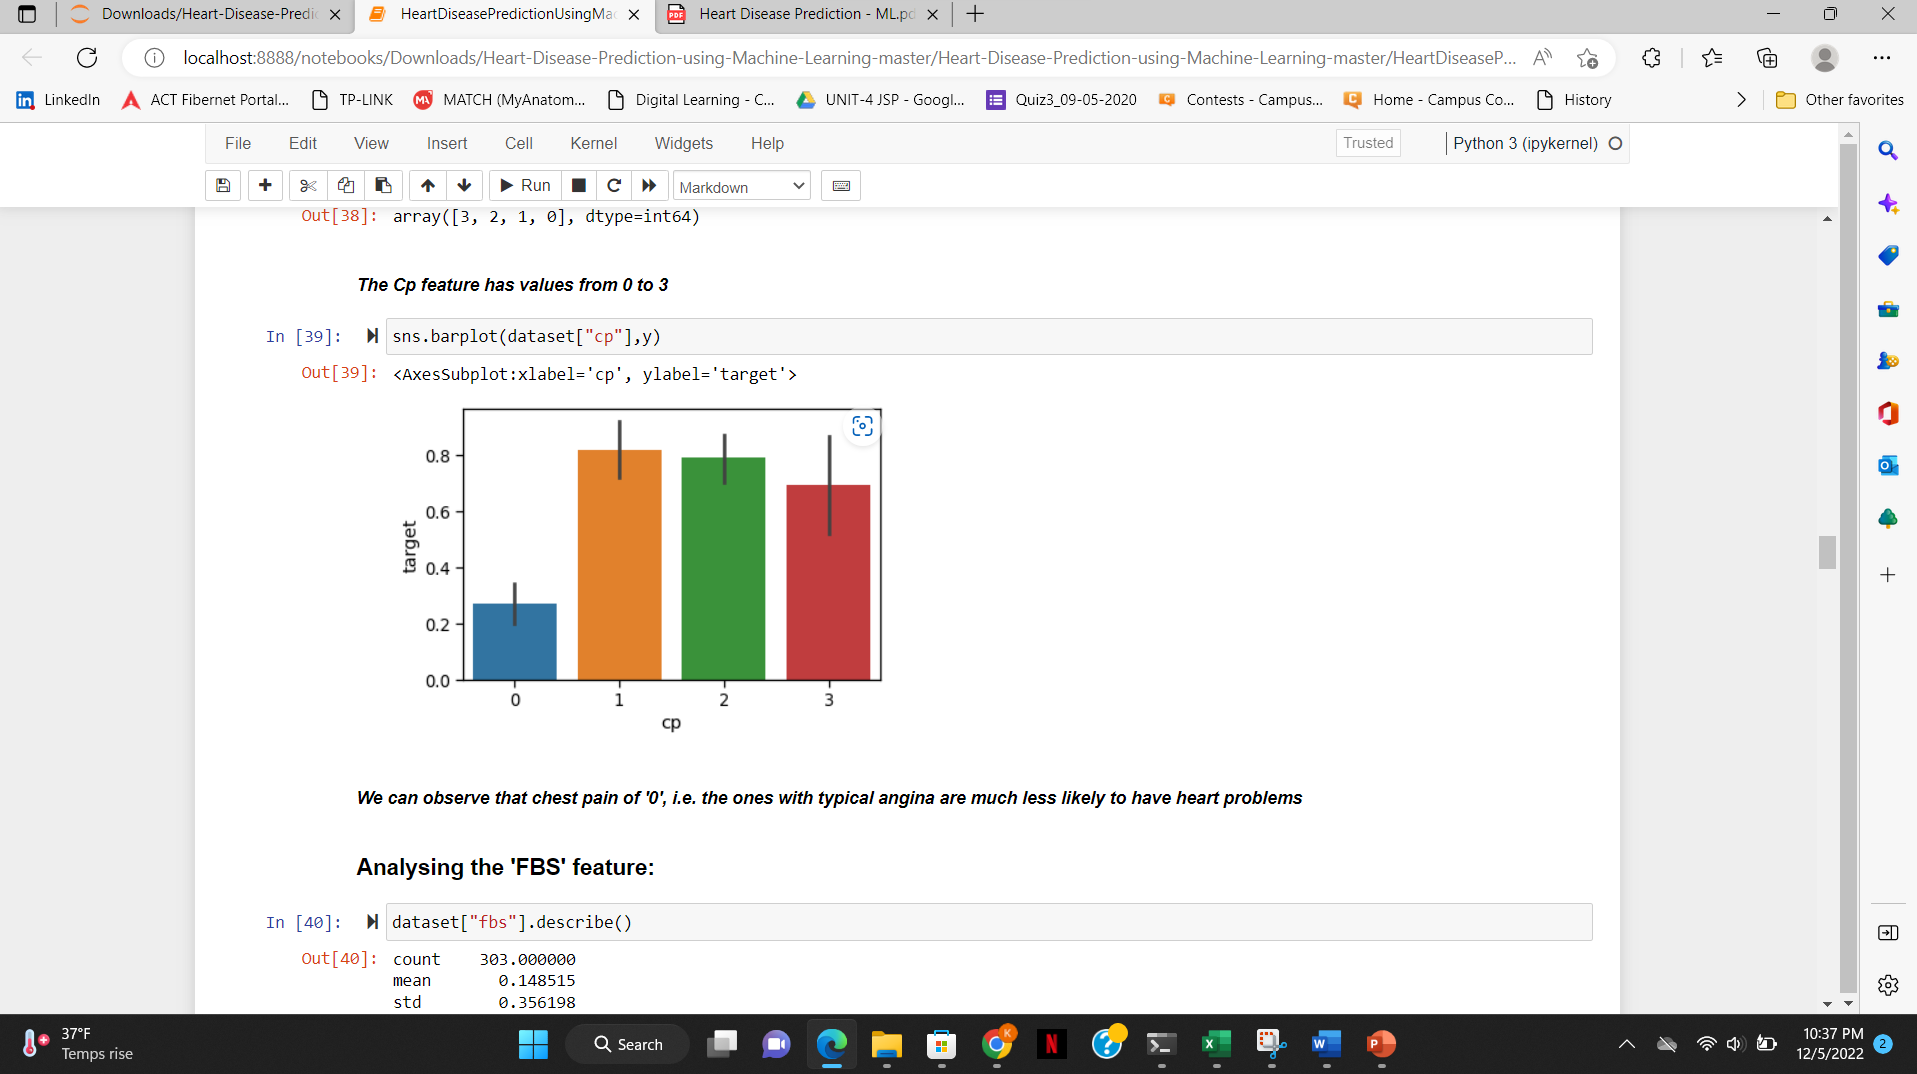 Downloads/Heart-Disease-Predic
HeartDiseasePredictionUsingMac
Heart Disease Prediction - ML.pd
localhost:8888/notebooks/Downloads/Heart-Disease-Prediction-using-Machine-Learning-master/Heart-Disease-Prediction-using-Machine-Learning-master/HeartDiseaseP...
LinkedIn
ACT Fibernet Portal...
TP-LINK
MATCH (MyAnatom...
Digital Learning - C...
UNIT-4 JSP - Googl...
Quiz3_09-05-2020
Contests - Campus...
Home - Campus Co...
History
Other favorites
File Edit View Insert Cell Kernel Widgets Help
Trusted
Python 3 (ipykernel)
Run
Markdown
Out[38]: array([3, 2, 1, 0], dtype=int64)
The Cp feature has values from 0 to 3
In [39]: sns.barplot(dataset["cp"],y)
Out[39]: <AxesSubplot:xlabel='cp', ylabel='target'>
target
0.8
0.6
0.4
0.2
0.0
0 1 2 3
cp
We can observe that chest pain of '0', i.e. the ones with typical angina are much less likely to have heart problems
Analysing the 'FBS' feature:
In [40]: dataset["fbs"].describe()
Out[40]: count 303.000000
mean 0.148515
std 0.356198
37°F
Temps rise
Search
10:37 PM
12/5/2022
2